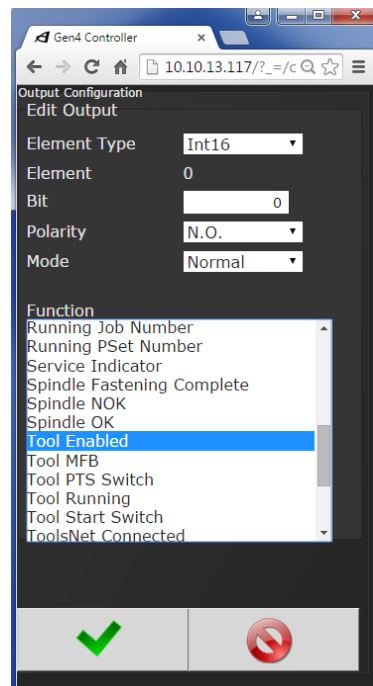 Gen4 Controller
10.10.13.117/?_=/c
Output Configuration
Edit Output
Element Type Int16
Element 0
Bit 0
Polarity N.O.
Mode Normal
Function
Running Job Number
Running PSet Number
Service Indicator
Spindle Fastening Complete
Spindle NOK
Spindle OK
Tool Enabled
Tool MFB
Tool PTS Switch
Tool Running
Tool Start Switch
ToolsNet Connected